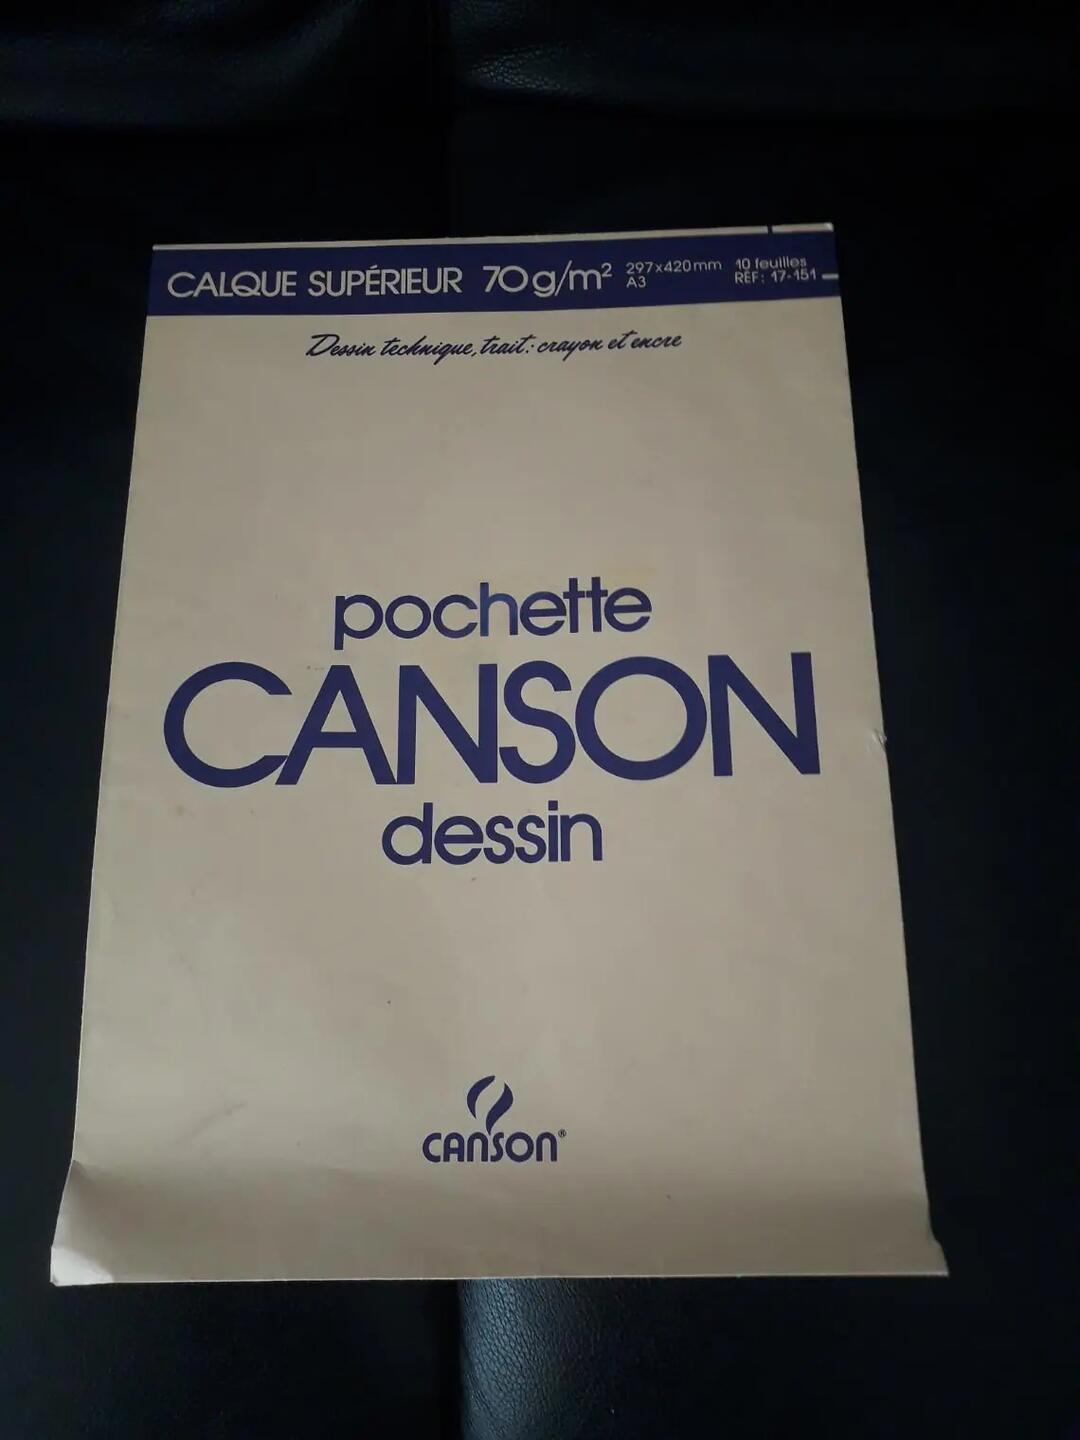 CALQUE SUPÉRIEUR 70g/m² 297x420mm 10 feuilles
A3 RÉF: 17-151
Dessin technique, trait: crayon et encre
pochette
CANSON
dessin
CANSON®